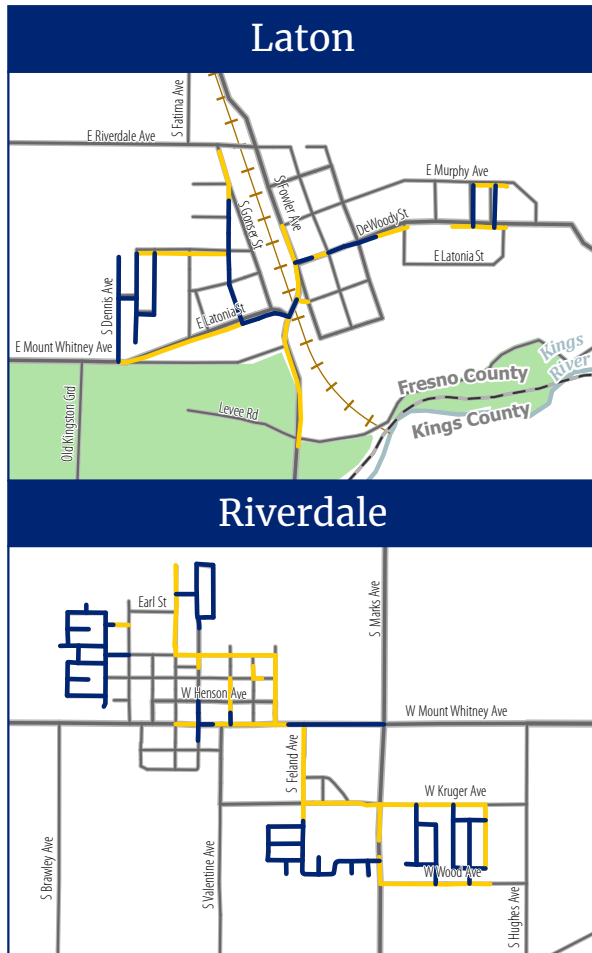 Laton
S Fatima Ave
E Riverdale Ave
E Murphy Ave
S Fowler Ave
S Gonser St
DeWoody St
E Latonia St
S Dennis Ave
E Latonia St
E Mount Whitney Ave
Kings
River
Fresno County
Kings County
Old Kingston Grd
Levee Rd
Riverdale
Earl St
S Marks Ave
W Henson Ave
W Mount Whitney Ave
S Feland Ave
W Kruger Ave
S Brawley Ave
S Valentine Ave
W Wood Ave
S Hughes Ave